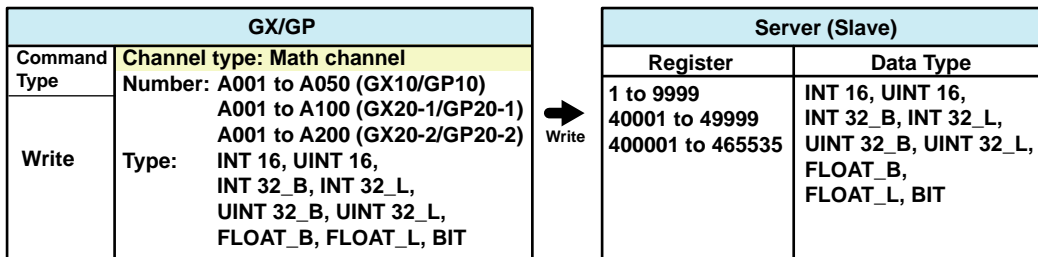 GX/GP
Command
Type
Channel type: Math channel
Number: A001 to A050 (GX10/GP10)
A001 to A100 (GX20-1/GP20-1)
A001 to A200 (GX20-2/GP20-2)
Write
Type: INT 16, UINT 16,
INT 32_B, INT 32_L,
UINT 32_B, UINT 32_L,
FLOAT_B, FLOAT_L, BIT
Write
Server (Slave)
Register
Data Type
1 to 9999
40001 to 49999
400001 to 465535
INT 16, UINT 16,
INT 32_B, INT 32_L,
UINT 32_B, UINT 32_L,
FLOAT_B,
FLOAT_L, BIT